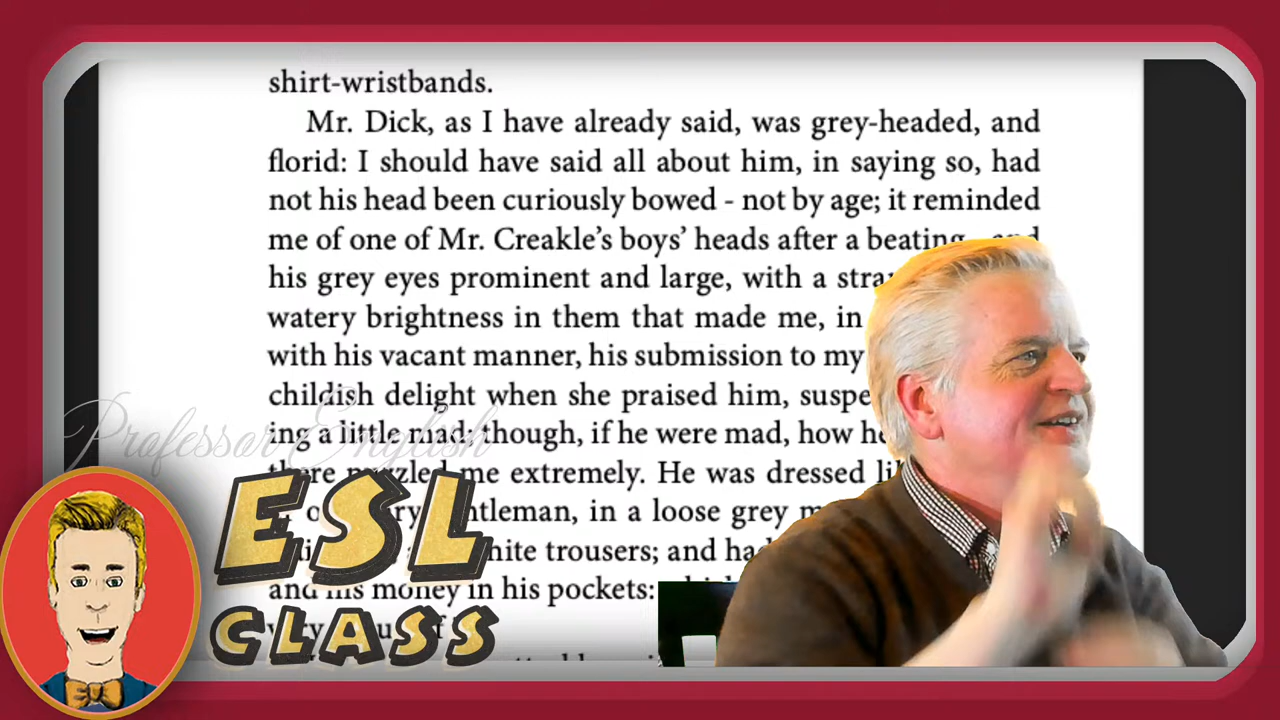 shirt-wristbands.
Mr. Dick, as I have already said, was grey-headed, and
florid: I should have said all about him, in saying so, had
not his head been curiously bowed - not by age; it reminded
me of one of Mr. Creakle's boys' heads after a beating
his grey eyes prominent and large, with a
watery brightness in them that made me, in
with his vacant manner, his submission to my
childish delight when she praised him,
ing a little mad; though, if he were mad, how
me extremely. He was dressed
in a loose grey
trousers; and had
and his money in his pockets:
Professor English
ESL
CLASS